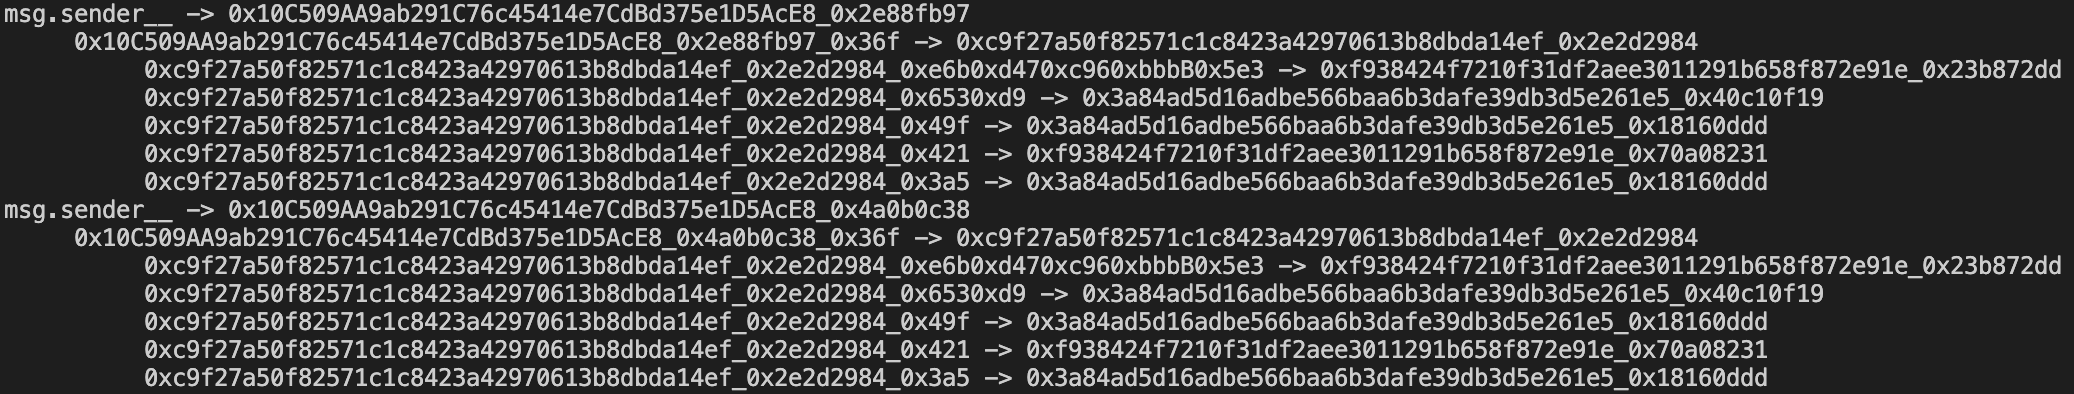 msg.sender__ —> 0x10C509AA9ab291C76c45414e7CdBd375e1D5AcE8_0x2e88fb97
0x10C509AA9ab291C76c45414e7CdBd375e1D5AcE8_0x2e88fb97_0x36f —> 0xc9f27a50f82571c1c8423a42970613b8dbda14ef_0x2e2d2984
0xc9f27a50f82571c1c8423a42970613b8dbda14ef_0x2e2d2984_0xe6b0xd470xc960xbbbB0x5e3 —> 0xf938424f7210f31df2aee3011291b658f872e91e_0x23b872dd
0xc9f27a50f82571c1c8423a42970613b8dbda14ef_0x2e2d2984_0x6530xd9 —> 0x3a84ad5d16adbe566baa6b3dafe39db3d5e261e5_0x40c10f19
0xc9f27a50f82571c1c8423a42970613b8dbda14ef_0x2e2d2984_0x49f —> 0x3a84ad5d16adbe566baa6b3dafe39db3d5e261e5_0x18160ddd
0xc9f27a50f82571c1c8423a42970613b8dbda14ef_0x2e2d2984_0x421 —> 0xf938424f7210f31df2aee3011291b658f872e91e_0x70a08231
0xc9f27a50f82571c1c8423a42970613b8dbda14ef_0x2e2d2984_0x3a5 —> 0x3a84ad5d16adbe566baa6b3dafe39db3d5e261e5_0x18160ddd
msg.sender__ —> 0x10C509AA9ab291C76c45414e7CdBd375e1D5AcE8_0x4a0b0c38
0x10C509AA9ab291C76c45414e7CdBd375e1D5AcE8_0x4a0b0c38_0x36f —> 0xc9f27a50f82571c1c8423a42970613b8dbda14ef_0x2e2d2984
0xc9f27a50f82571c1c8423a42970613b8dbda14ef_0x2e2d2984_0xe6b0xd470xc960xbbbB0x5e3 —> 0xf938424f7210f31df2aee3011291b658f872e91e_0x23b872dd
0xc9f27a50f82571c1c8423a42970613b8dbda14ef_0x2e2d2984_0x6530xd9 —> 0x3a84ad5d16adbe566baa6b3dafe39db3d5e261e5_0x40c10f19
0xc9f27a50f82571c1c8423a42970613b8dbda14ef_0x2e2d2984_0x49f —> 0x3a84ad5d16adbe566baa6b3dafe39db3d5e261e5_0x18160ddd
0xc9f27a50f82571c1c8423a42970613b8dbda14ef_0x2e2d2984_0x421 —> 0xf938424f7210f31df2aee3011291b658f872e91e_0x70a08231
0xc9f27a50f82571c1c8423a42970613b8dbda14ef_0x2e2d2984_0x3a5 —> 0x3a84ad5d16adbe566baa6b3dafe39db3d5e261e5_0x18160ddd